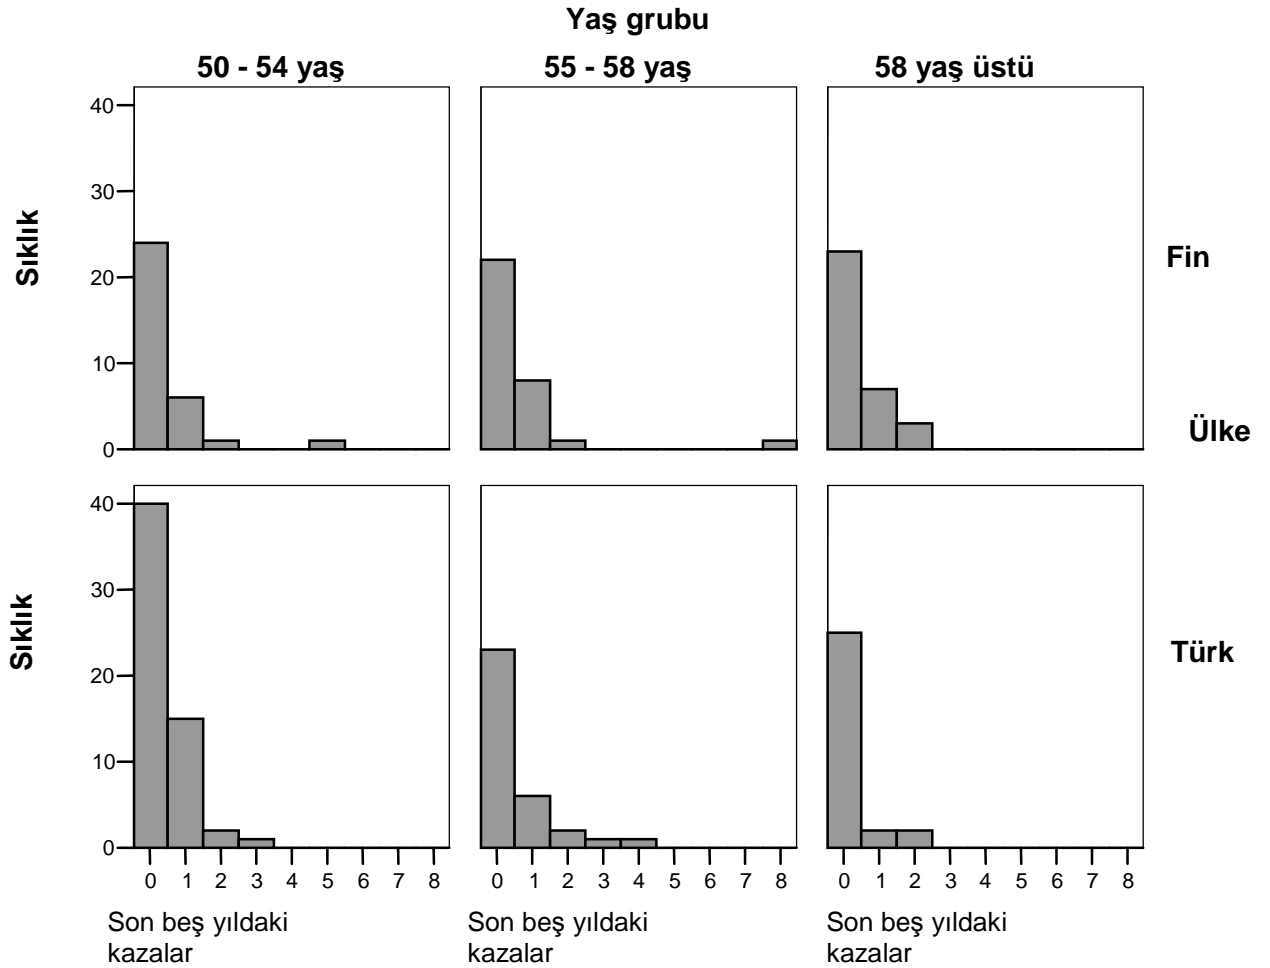 Yaş grubu
50 - 54 yaş
55 - 58 yaş
58 yaş üstü
40
30
20
10
0
Sıklık
Fin
Ülke
40
30
20
10
0
Sıklık
Türk
0 1 2 3 4 5 6 7 8
0 1 2 3 4 5 6 7 8
0 1 2 3 4 5 6 7 8
Son beş yıldaki
kazalar
Son beş yıldaki
kazalar
Son beş yıldaki
kazalar